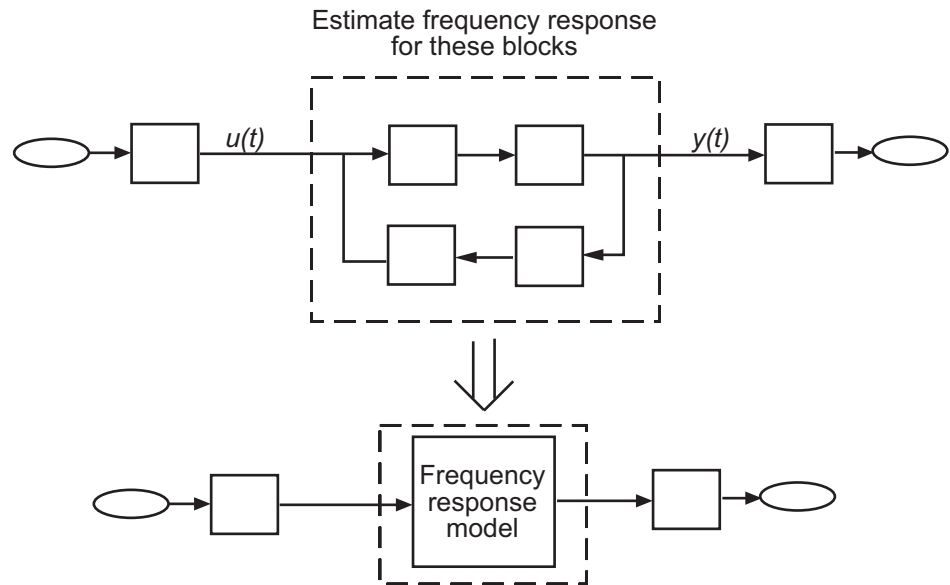 Estimate frequency response
for these blocks
u(t)
y(t)
Frequency
response
model